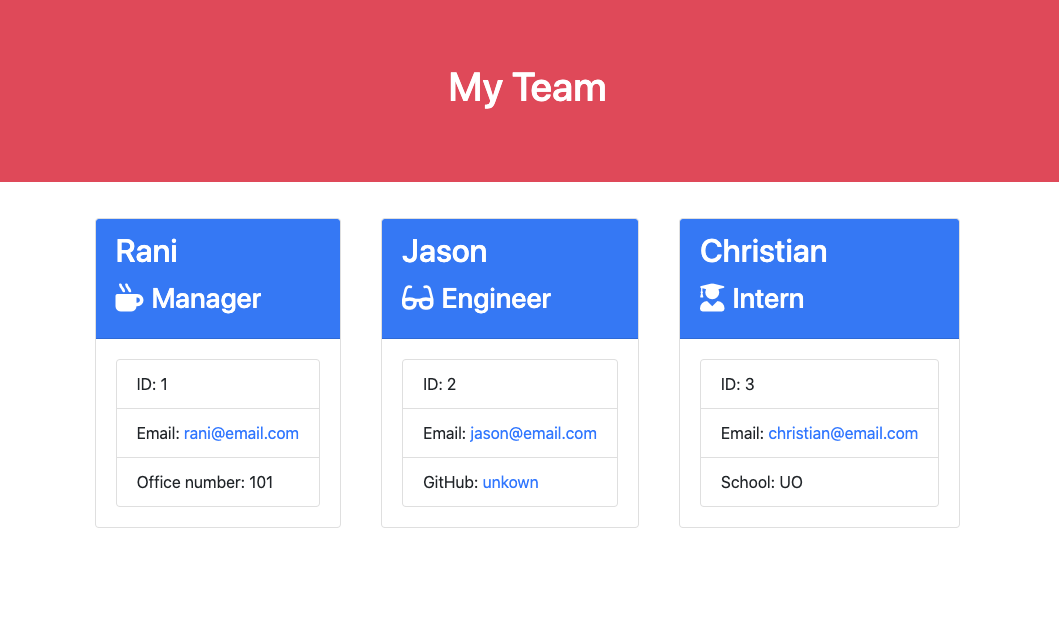 My Team
Rani
Manager
ID: 1
Email: rani@email.com
Office number: 101
Jason
Engineer
ID: 2
Email: jason@email.com
GitHub: unkown
Christian
Intern
ID: 3
Email: christian@email.com
School: UO